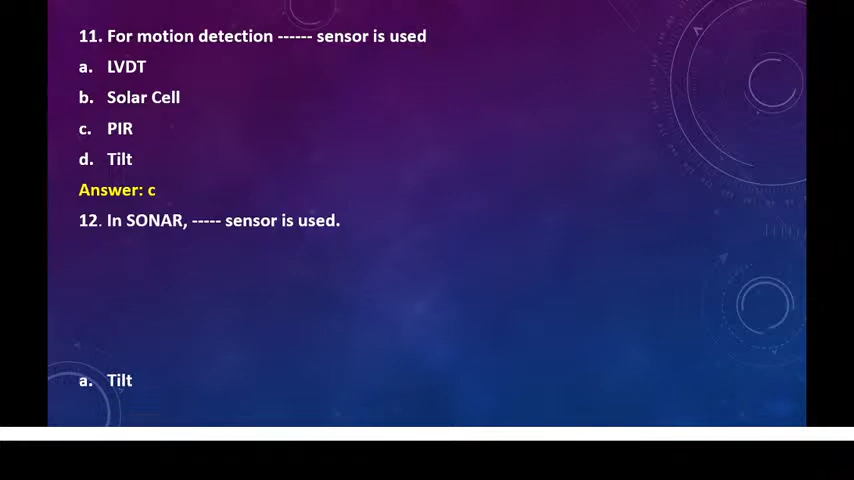 11. For motion detection ------ sensor is used
a. LVDT
b. Solar Cell
c. PIR
d. Tilt
Answer: c
12. In SONAR, ----- sensor is used.
a. Tilt